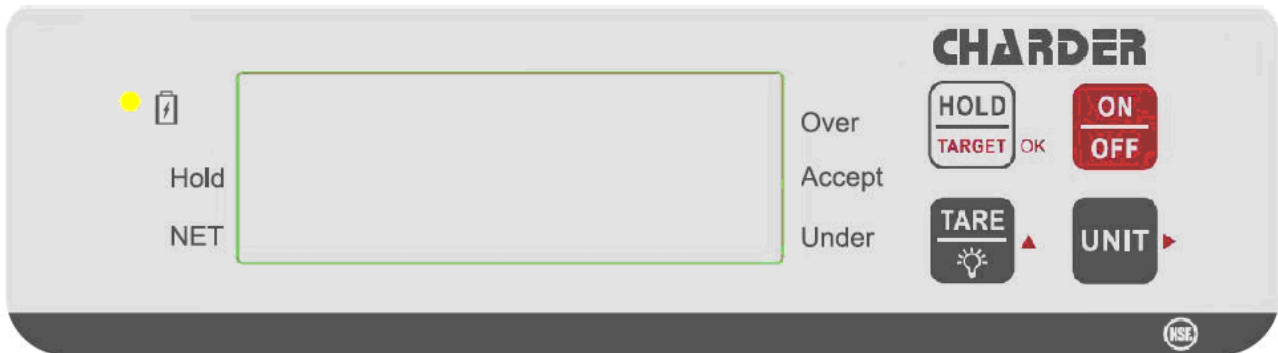 CHARDER
HOLD
TARGET OK
ON
OFF
Over
Hold
Accept
NET
Under
TARE
UNIT
NSF.